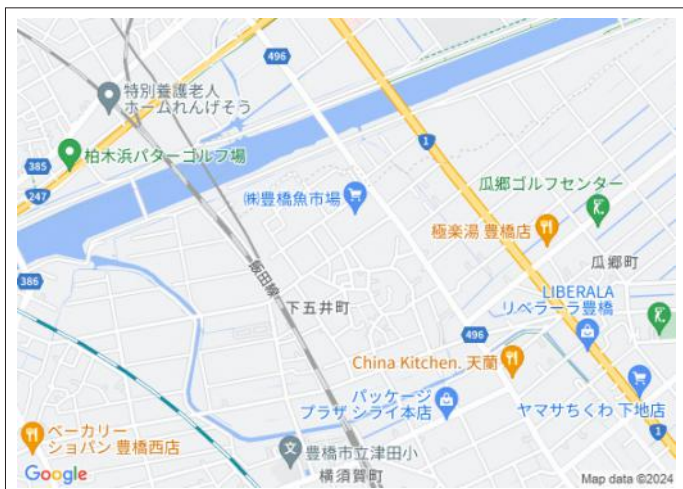 496
特別養護老人
ホームれんげそう
1
385
柏木浜パターゴルフ場
瓜郷ゴルフセンター
247
㈱豊橋魚市場
極楽湯 豊橋店
瓜郷町
飯田線
386
LIBERALA
リベラーラ豊橋
下五井町
496
China Kitchen. 天蘭
パッケージ
プラザ シライ本店
ヤマサちくわ 下地店
ベーカリー
ショパン 豊橋西店
1
豊橋市立津田小
横須賀町
Google
Map data ©2024